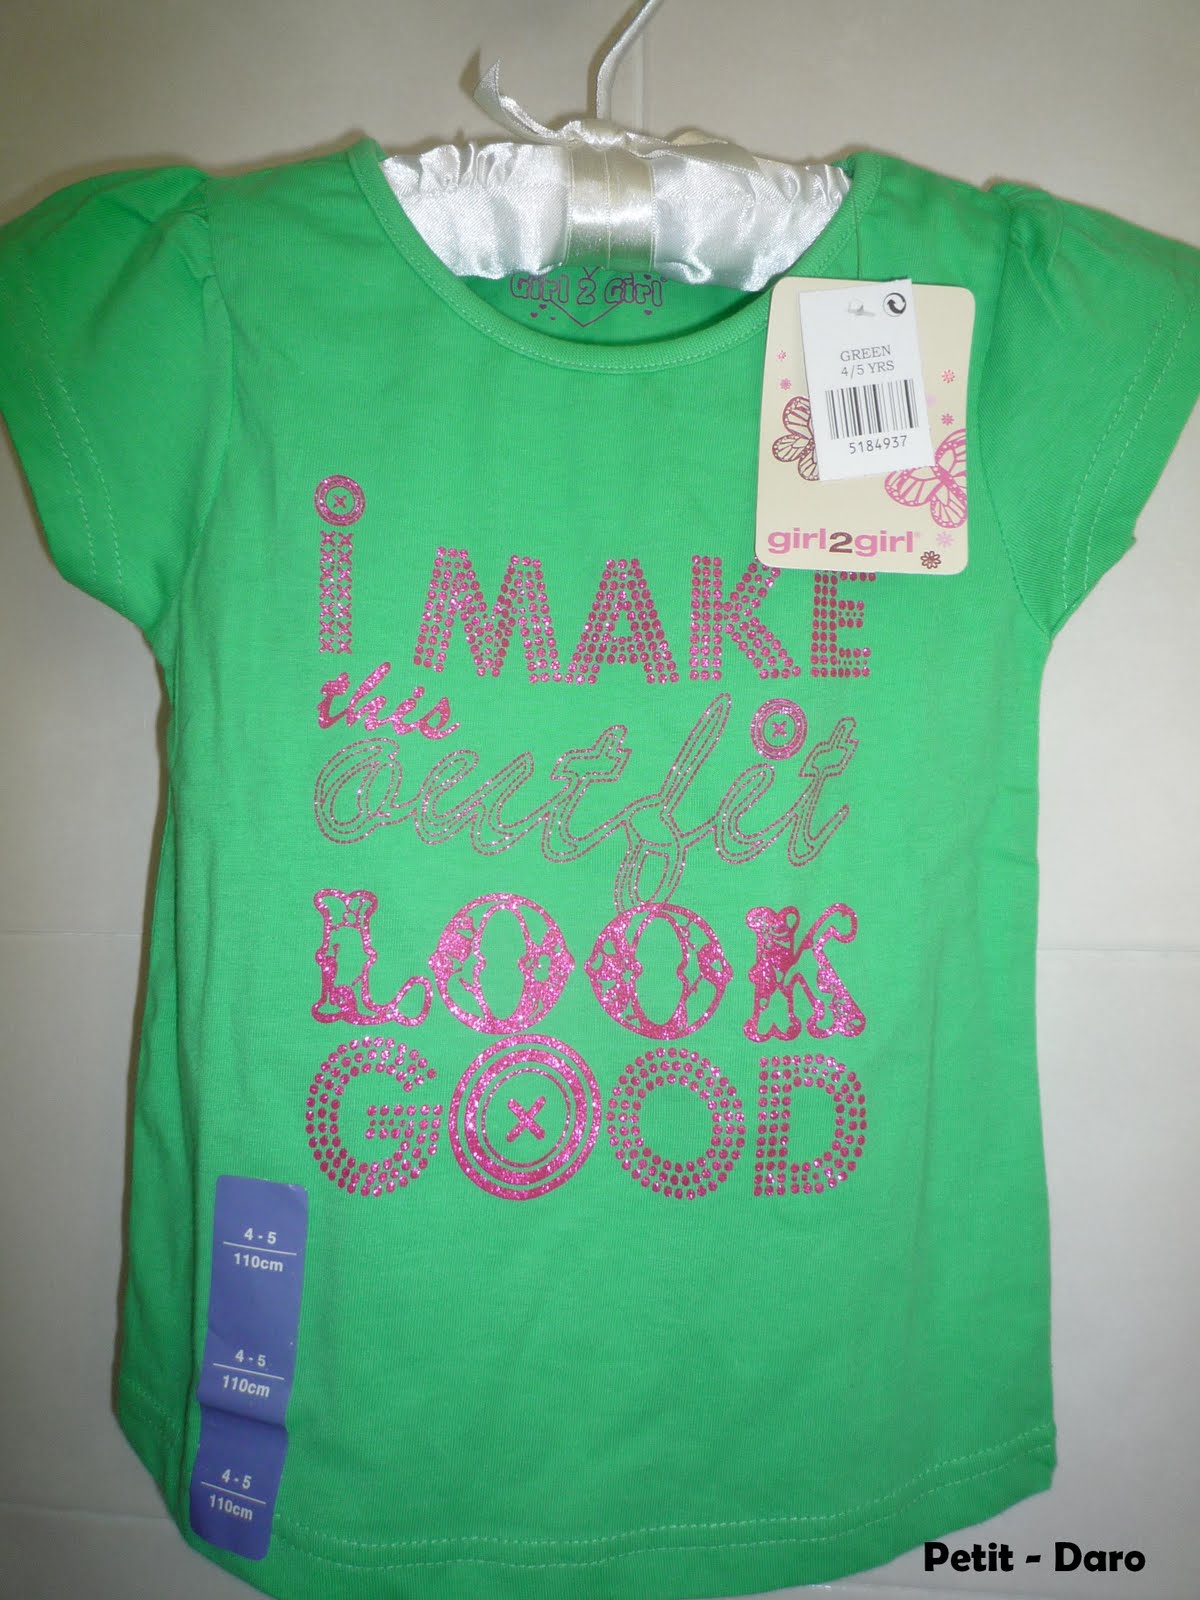 Girl 2 Girl
GREEN
4/5 YRS
5184937
girl2girl®
i MAKE
this
outfit
LOOK
GOOD
4 - 5
110cm
4 - 5
110cm
4 - 5
110cm
Petit - Daro